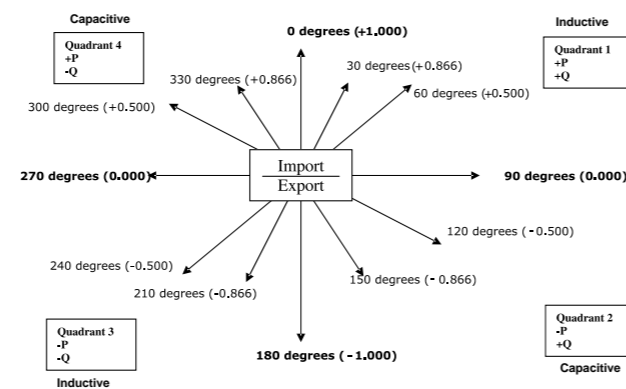 Capacitive
Inductive
0 degrees (+1.000)
Quadrant 4
+P
-Q
Quadrant 1
+P
+Q
330 degrees (+0.866)
30 degrees(+0.866)
300 degrees (+0.500)
60 degrees (+0.500)
Import
Export
270 degrees (0.000)
90 degrees (0.000)
120 degrees (-0.500)
240 degrees (-0.500)
150 degrees (- 0.866)
210 degrees (-0.866)
Quadrant 3
-P
-Q
Quadrant 2
-P
+Q
180 degrees (-1.000)
Inductive
Capacitive